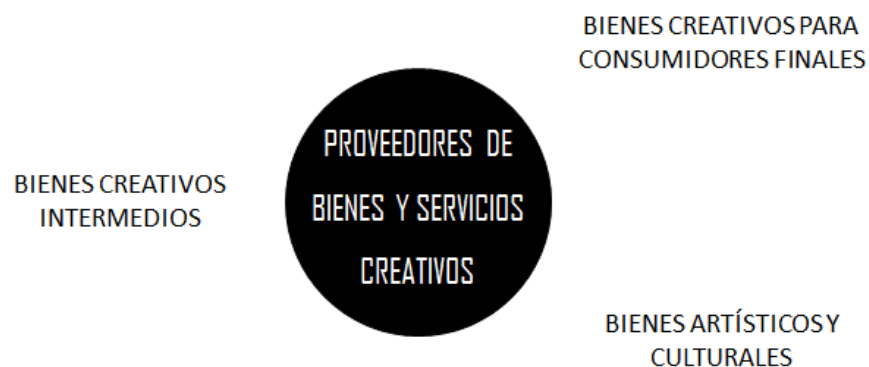 BIENES CREATIVOS PARA
CONSUMIDORES FINALES
PROVEEDORES DE
BIENES Y SERVICIOS
CREATIVOS
BIENES CREATIVOS
INTERMEDIOS
BIENES ARTÍSTICOS Y
CULTURALES